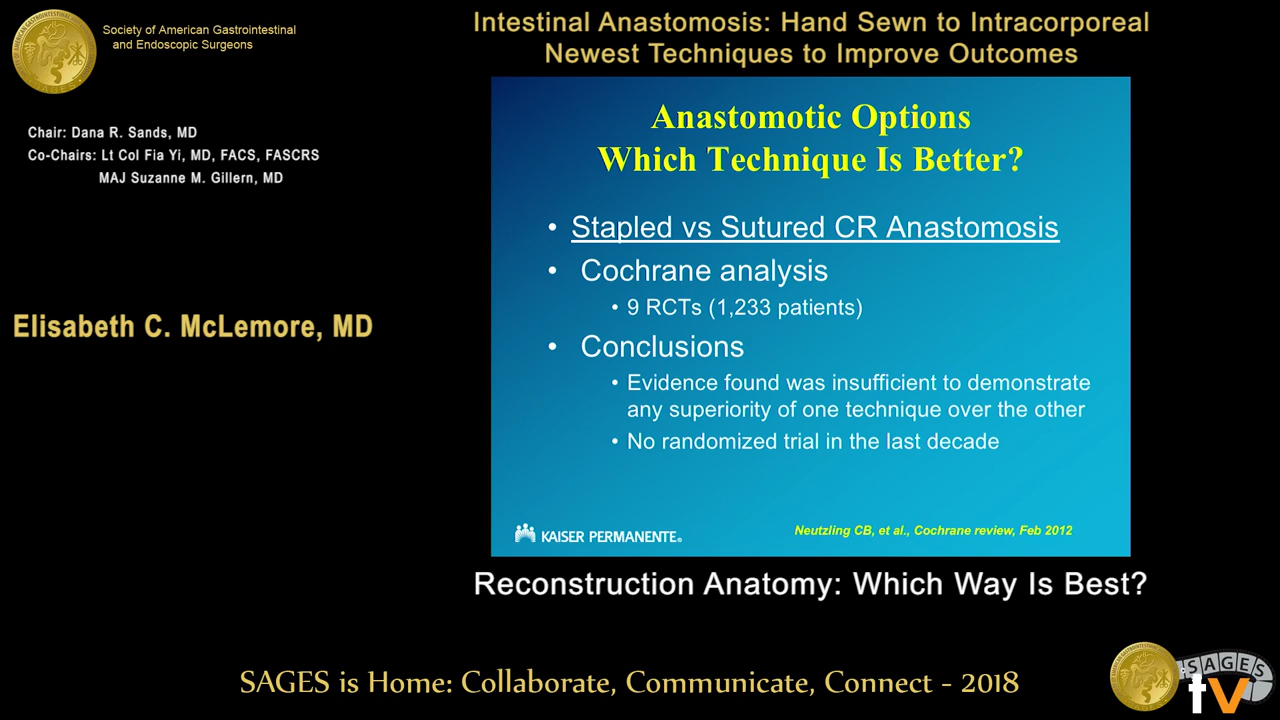 Society of American Gastrointestinal
and Endoscopic Surgeons
Intestinal Anastomosis: Hand Sewn to Intracorporeal
Newest Techniques to Improve Outcomes
Chair: Dana R. Sands, MD
Co-Chairs: Lt Col Fia Yi, MD, FACS, FASCRS
MAJ Suzanne M. Gillern, MD
Elisabeth C. McLemore, MD
Anastomotic Options
Which Technique Is Better?
• Stapled vs Sutured CR Anastomosis
• Cochrane analysis
• 9 RCTs (1,233 patients)
• Conclusions
• Evidence found was insufficient to demonstrate
any superiority of one technique over the other
• No randomized trial in the last decade
KAISER PERMANENTE®
Neutzling CB, et al., Cochrane review, Feb 2012
Reconstruction Anatomy: Which Way Is Best?
SAGES is Home: Collaborate, Communicate, Connect - 2018
SAGES
tv